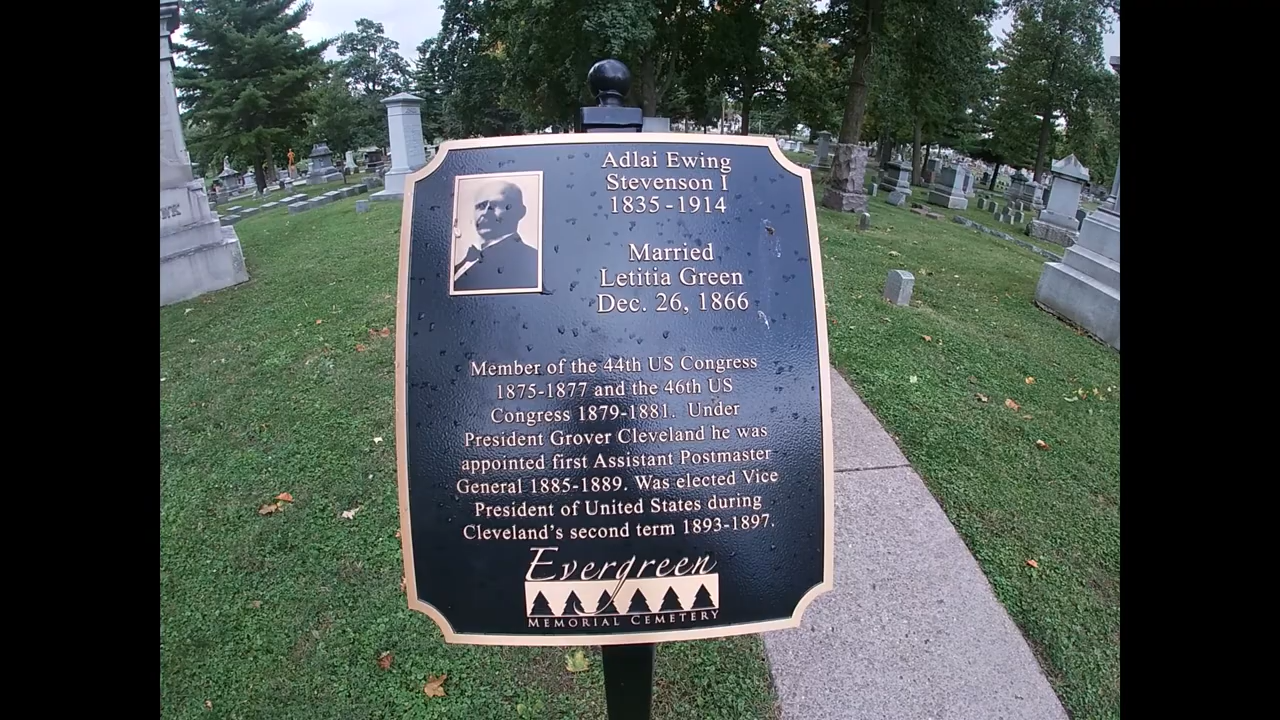 Adlai Ewing
Stevenson I
1835-1914
Married
Letitia Green
Dec. 26, 1866
Member of the 44th US Congress
1875-1877 and the 46th US
Congress 1879-1881. Under
President Grover Cleveland he was
appointed first Assistant Postmaster
General 1885-1889. Was elected Vice
President of United States during
Cleveland's second term 1893-1897.
Evergreen
MEMORIAL CEMETERY